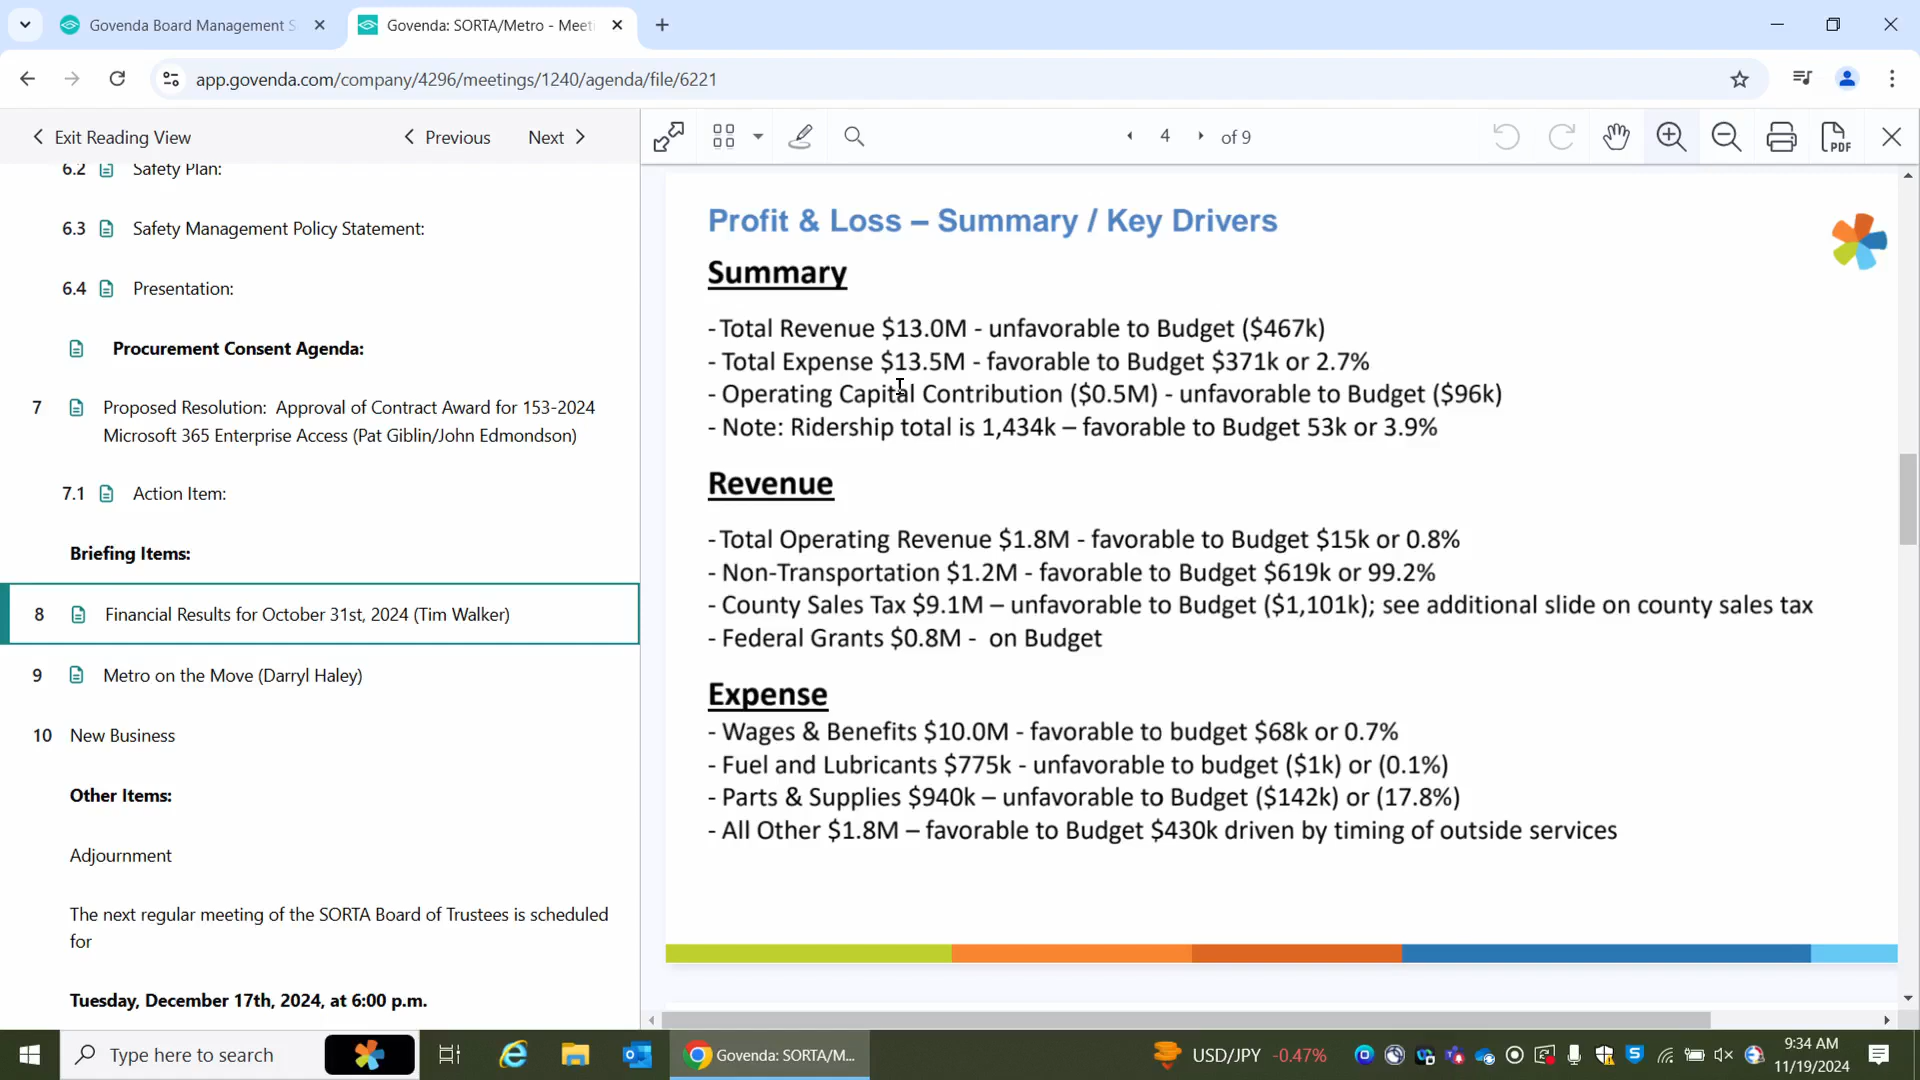 Govenda Board Management S
Govenda: SORTA/Metro - Meeti
app.govenda.com/company/4296/meetings/1240/agenda/file/6221
Exit Reading View
Previous
Next
4
of 9
PDF
6.2 Safety Plan:
6.3 Safety Management Policy Statement:
6.4 Presentation:
Procurement Consent Agenda:
7 Proposed Resolution: Approval of Contract Award for 153-2024
Microsoft 365 Enterprise Access (Pat Giblin/John Edmondson)
7.1 Action Item:
Briefing Items:
8 Financial Results for October 31st, 2024 (Tim Walker)
9 Metro on the Move (Darryl Haley)
10 New Business
Other Items:
Adjournment
The next regular meeting of the SORTA Board of Trustees is scheduled
for
Tuesday, December 17th, 2024, at 6:00 p.m.
Profit & Loss – Summary / Key Drivers
Summary
- Total Revenue $13.0M - unfavorable to Budget ($467k)
- Total Expense $13.5M - favorable to Budget $371k or 2.7%
- Operating Capital Contribution ($0.5M) - unfavorable to Budget ($96k)
- Note: Ridership total is 1,434k – favorable to Budget 53k or 3.9%
Revenue
- Total Operating Revenue $1.8M - favorable to Budget $15k or 0.8%
- Non-Transportation $1.2M - favorable to Budget $619k or 99.2%
- County Sales Tax $9.1M – unfavorable to Budget ($1,101k); see additional slide on county sales tax
- Federal Grants $0.8M - on Budget
Expense
- Wages & Benefits $10.0M - favorable to budget $68k or 0.7%
- Fuel and Lubricants $775k - unfavorable to budget ($1k) or (0.1%)
- Parts & Supplies $940k – unfavorable to Budget ($142k) or (17.8%)
- All Other $1.8M – favorable to Budget $430k driven by timing of outside services
Type here to search
Govenda: SORTA/M...
USD/JPY -0.47%
9:34 AM
11/19/2024